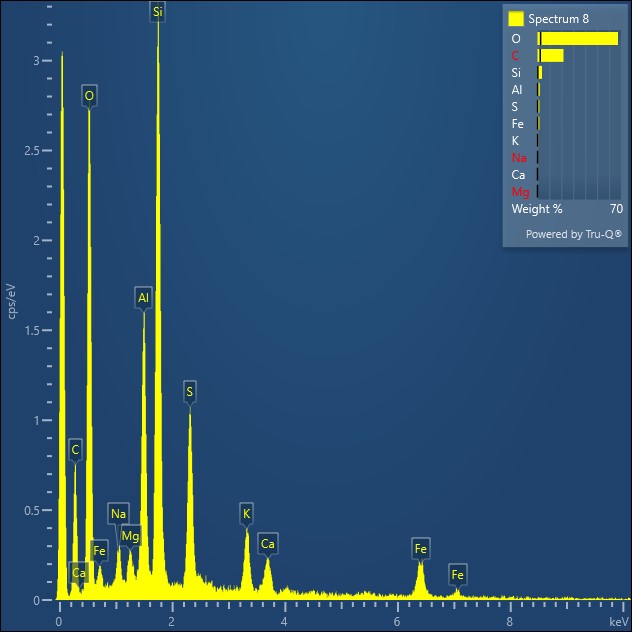 Si
3
O
2.5
2
Al
1.5
S
1
C
Na
0.5
K
Mg
Fe
Ca
Fe
Ca
Fe
0
0
2
4
6
8
keV
cps/eV
Spectrum 8
O
C
Si
Al
S
Fe
K
Na
Ca
Mg
Weight % 70
Powered by Tru-Q®